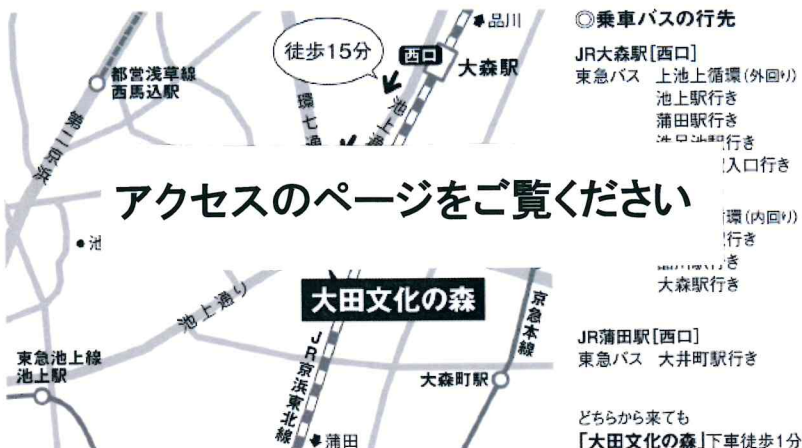 品川
徒歩15分
西口
大森駅
都営浅草線
西馬込駅
第二京浜
環七通
池上通
アクセスのページをご覧ください
池
大田文化の森
池上通り
JR京浜東北線
京急本線
東急池上線
池上駅
大森町駅
蒲田
◎乗車バスの行先
JR大森駅[西口]
東急バス 上池上循環(外回り)
池上駅行き
蒲田駅行き
行き
入口行き
環(内回り)
行き
き
大森駅行き
JR蒲田駅[西口]
東急バス 大井町駅行き
どちらから来ても
「大田文化の森」下車徒歩1分